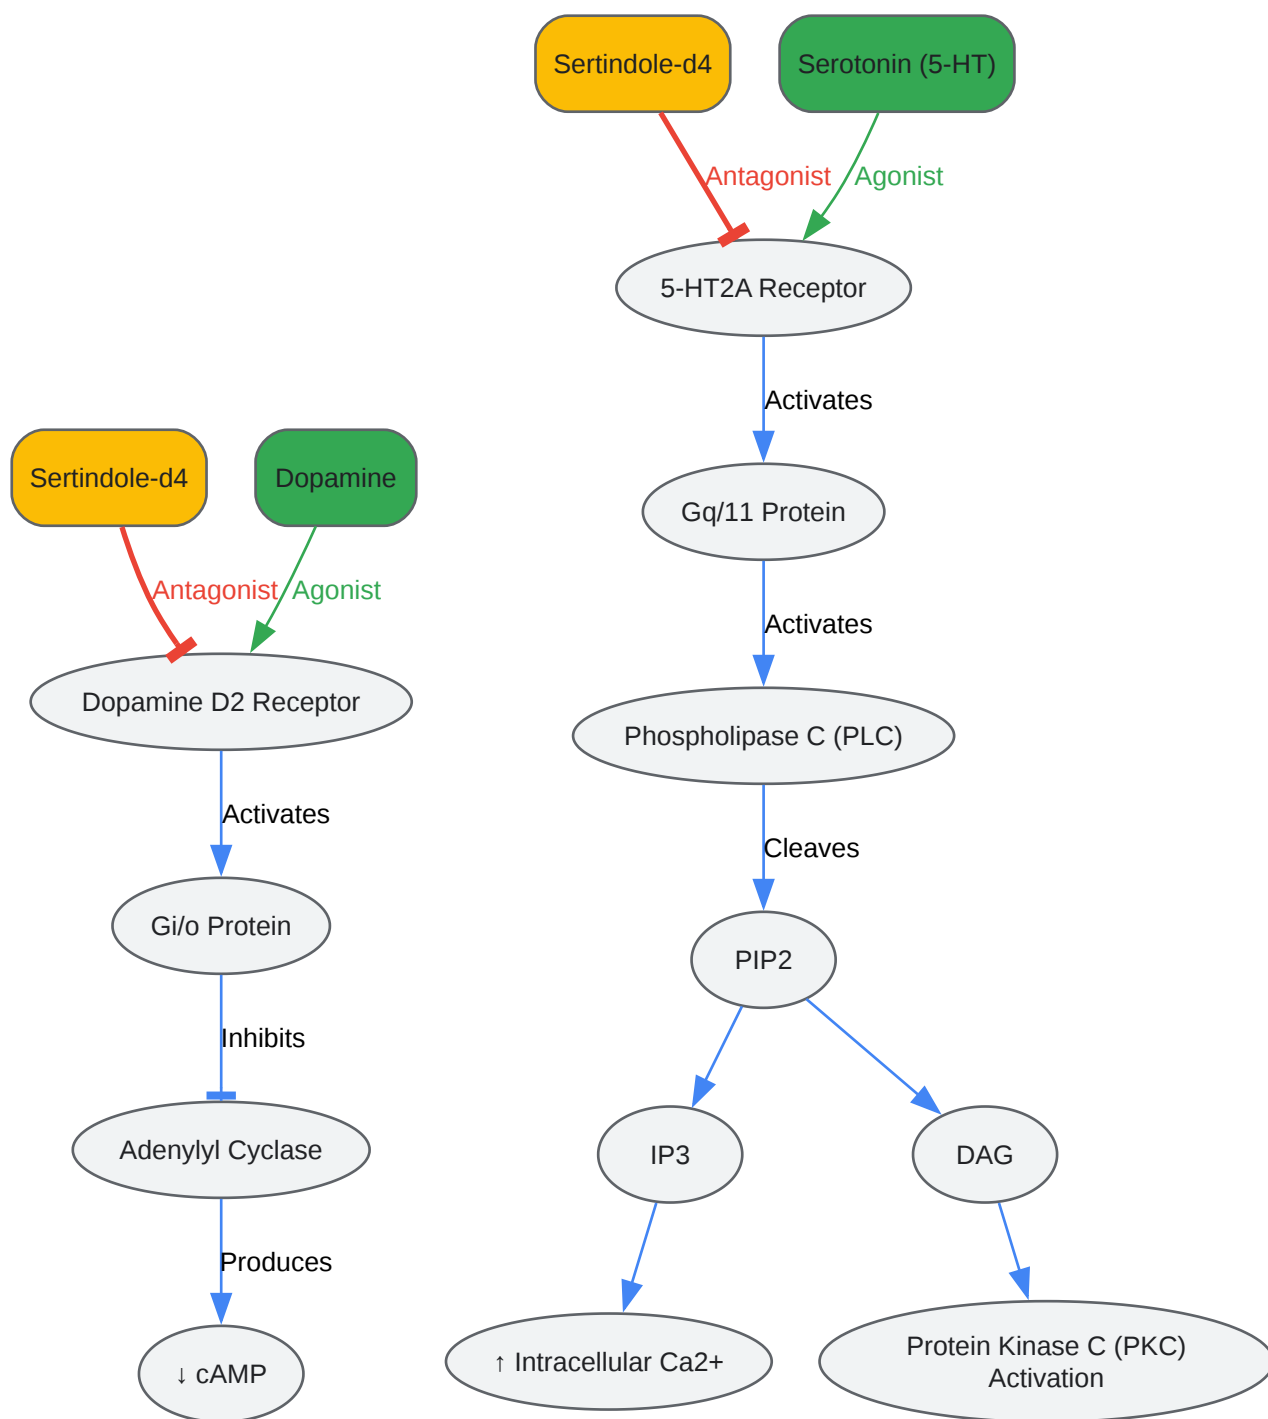 Sertindole-d4
Serotonin (5-HT)
Antagonist
Agonist
5-HT2A Receptor
Activates
Gq/11 Protein
Activates
Phospholipase C (PLC)
Cleaves
PIP2
IP3
DAG
↑ Intracellular Ca2+
Protein Kinase C (PKC)
Activation
Sertindole-d4
Dopamine
Antagonist
Agonist
Dopamine D2 Receptor
Activates
Gi/o Protein
Inhibits
Adenylyl Cyclase
Produces
↓ cAMP